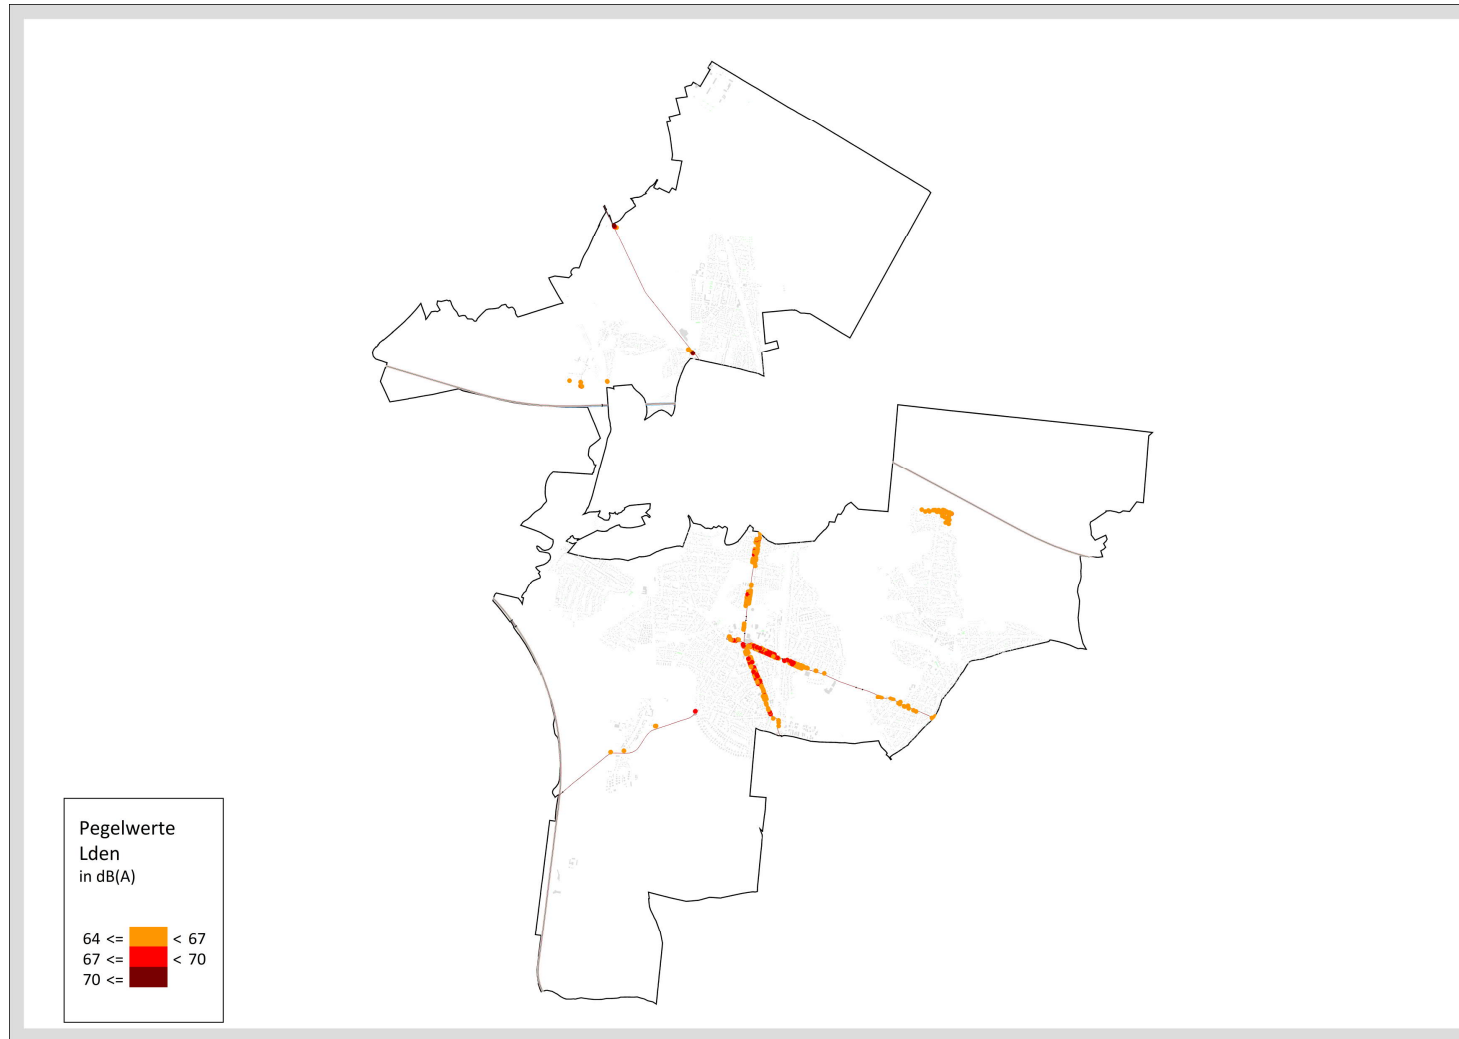 Pegelwerte
Lden
in dB(A)
64 <= < 67
67 <= < 70
70 <=